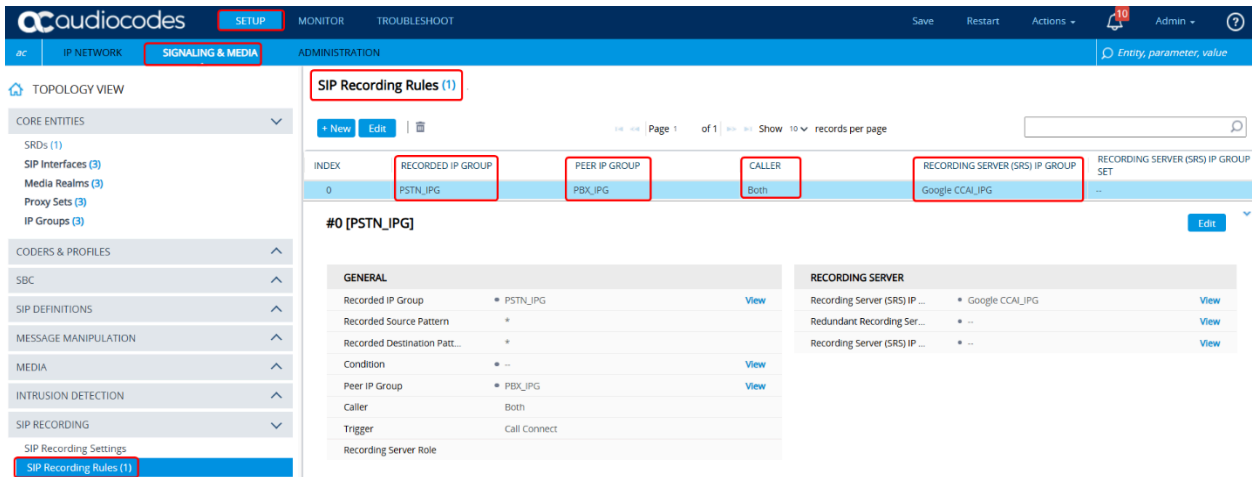 audiocodes SETUP MONITOR TROUBLESHOOT Save Restart Actions 10 Admin ?
ac IP NETWORK SIGNALING & MEDIA ADMINISTRATION Entity, parameter, value
TOPOLOGY VIEW
CORE ENTITIES
SRDs (1)
SIP Interfaces (3)
Media Realms (3)
Proxy Sets (3)
IP Groups (3)
CODERS & PROFILES
SBC
SIP DEFINITIONS
MESSAGE MANIPULATION
MEDIA
INTRUSION DETECTION
SIP RECORDING
SIP Recording Settings
SIP Recording Rules (1)
SIP Recording Rules (1)
+ New Edit Page 1 of 1 Show 10 records per page
INDEX RECORDED IP GROUP PEER IP GROUP CALLER RECORDING SERVER (SRS) IP GROUP RECORDING SERVER (SRS) IP GROUP
SET
0 PSTN_IPG PBX_IPG Both Google CCAI_IPG --
#0 [PSTN_IPG] Edit
GENERAL
Recorded IP Group PSTN_IPG View
Recorded Source Pattern *
Recorded Destination Patt... *
Condition -- View
Peer IP Group PBX_IPG View
Caller Both
Trigger Call Connect
Recording Server Role
RECORDING SERVER
Recording Server (SRS) IP ... Google CCAI_IPG View
Redundant Recording Ser... -- View
Recording Server (SRS) IP ... -- View